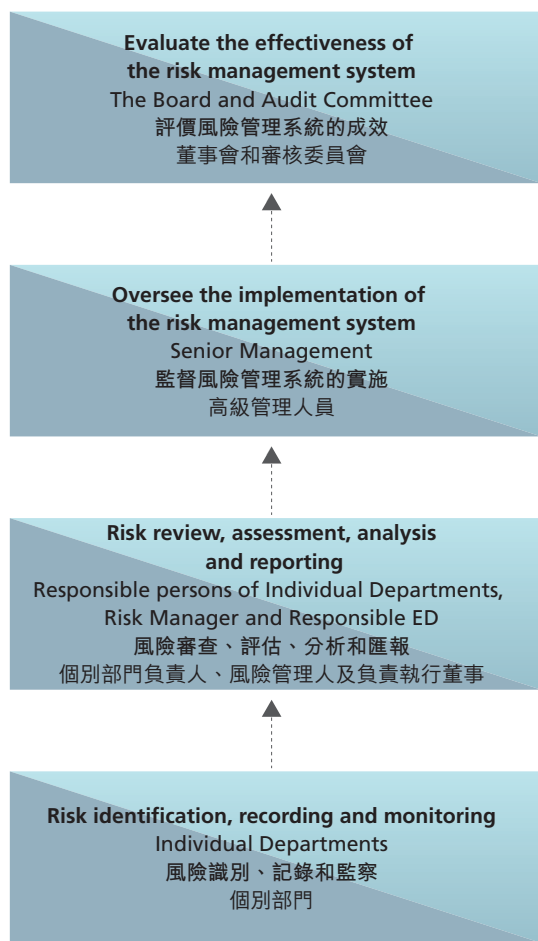 Evaluate the effectiveness of
the risk management system
The Board and Audit Committee
評價風險管理系統的成效
董事會和審核委員會
Oversee the implementation of
the risk management system
Senior Management
監督風險管理系統的實施
高級管理人員
Risk review, assessment, analysis
and reporting
Responsible persons of Individual Departments,
Risk Manager and Responsible ED
風險審查、評估、分析和匯報
個別部門負責人、風險管理人及負責執行董事
Risk identification, recording and monitoring
Individual Departments
風險識別、記錄和監察
個別部門